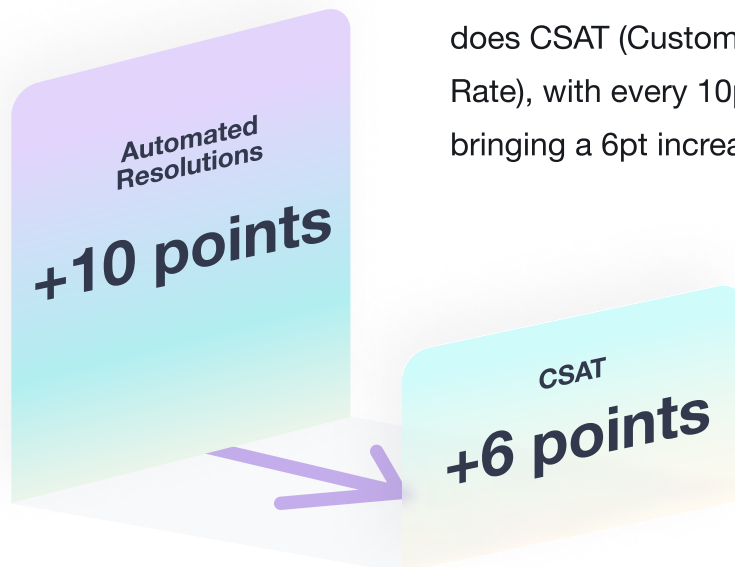 does CSAT (Custom
Rate), with every 10
bringing a 6pt increa
Automated
Resolutions
+10 points
CSAT
+6 points